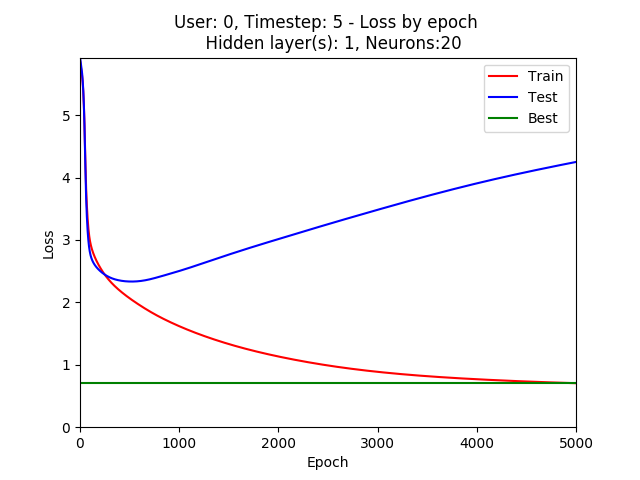 User: 0, Timestep: 5 - Loss by epoch
Hidden layer(s): 1, Neurons:20
Train
Test
Best
5
4
3
2
1
0
Loss
0 1000 2000 3000 4000 5000
Epoch